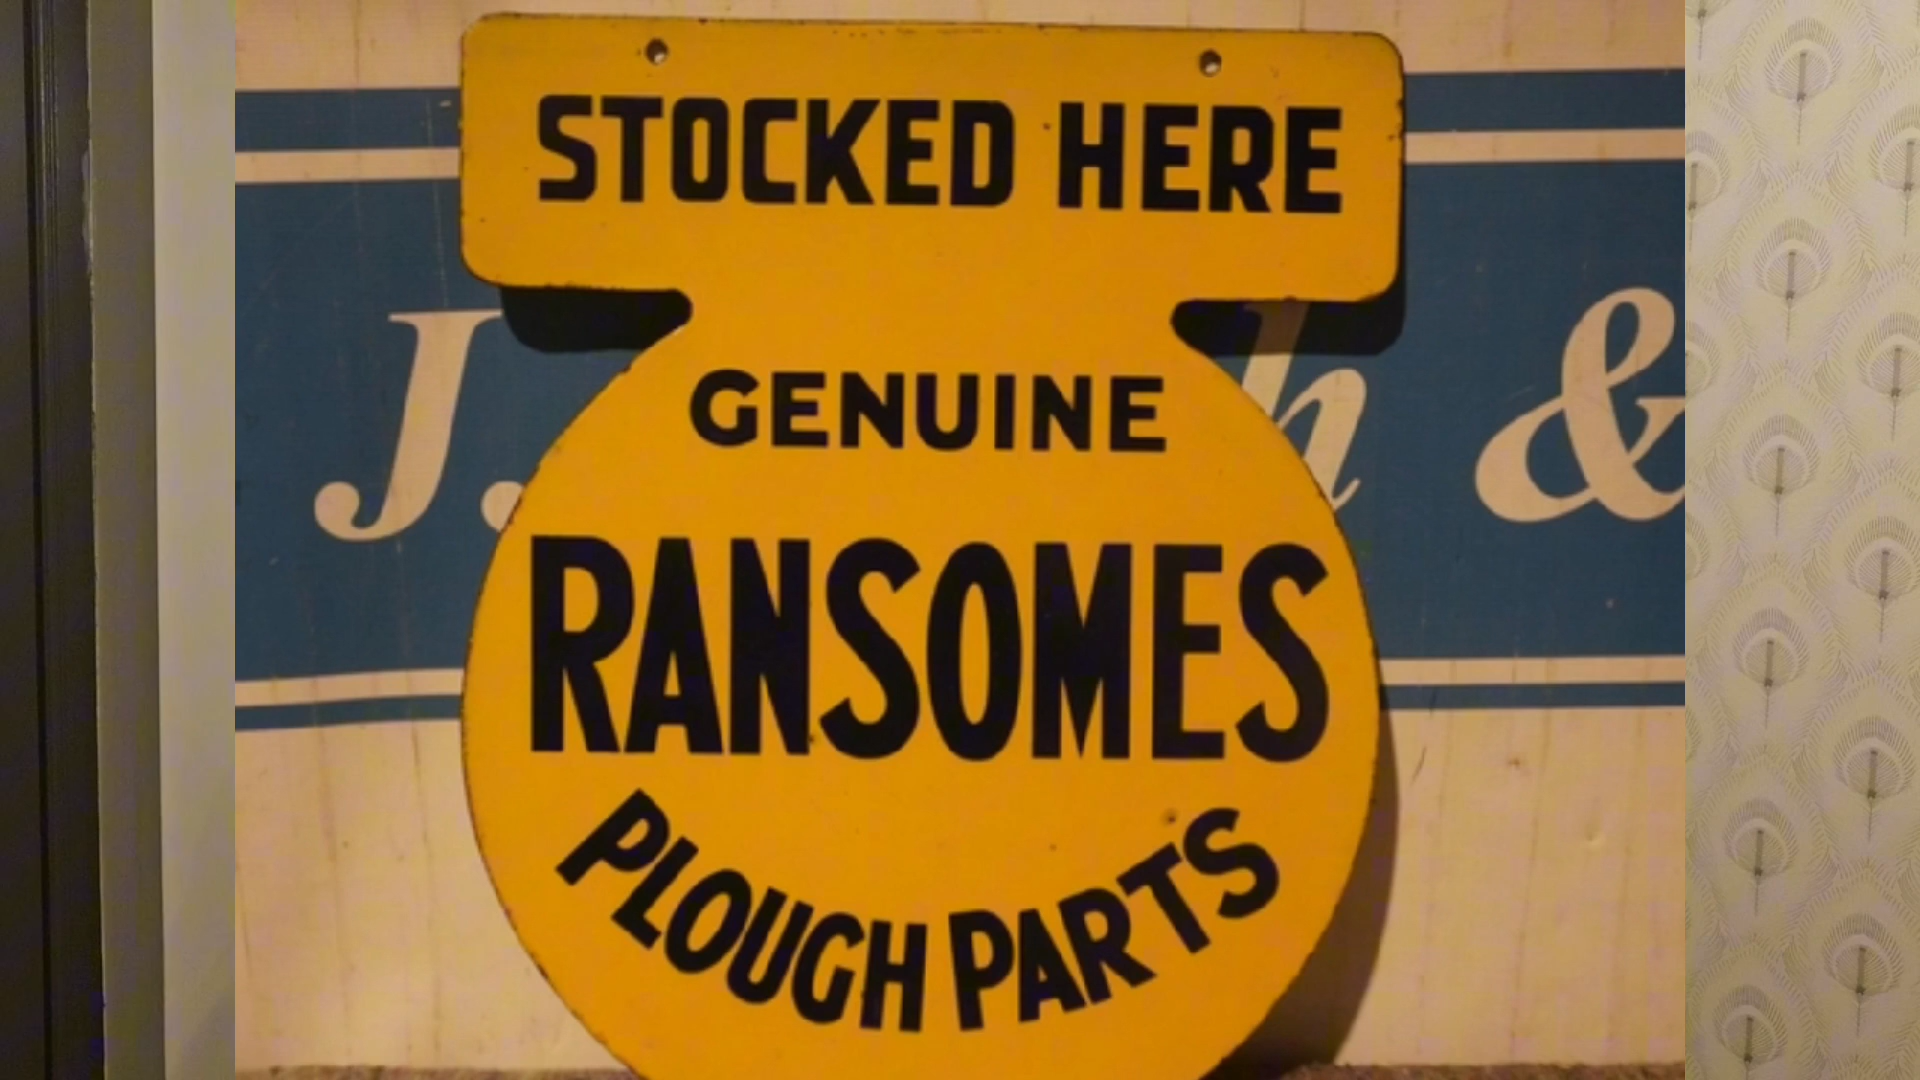 STOCKED HERE
GENUINE
RANSOMES
PLOUGH PARTS
J. &